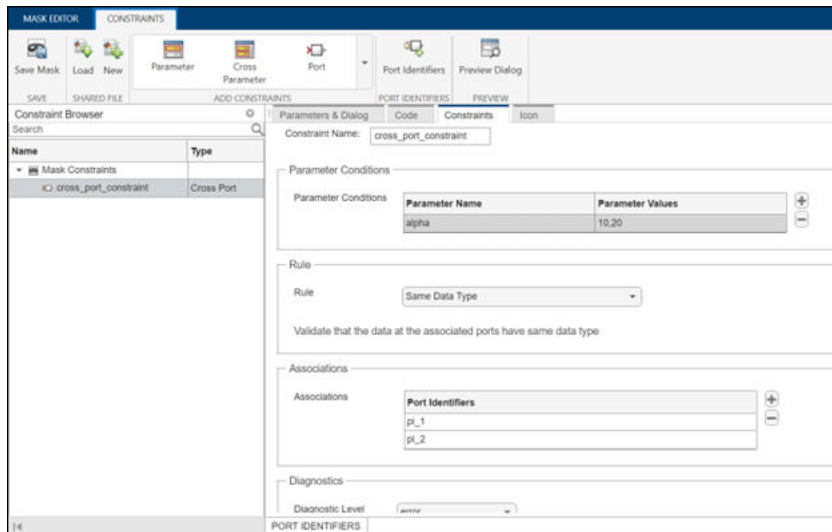 MASK EDITOR CONSTRAINTS
Save Mask Load New Parameter Cross Parameter Port Port Identifiers Preview Dialog
SAVE SHARED FILE ADD CONSTRAINTS PORT IDENTIFIERS PREVIEW
Constraint Browser
Search
Name Type
Mask Constraints
cross_port_constraint Cross Port
Parameters & Dialog Code Constraints Icon
Constraint Name: cross_port_constraint
Parameter Conditions
Parameter Conditions Parameter Name Parameter Values
alpha 10,20
Rule
Rule Same Data Type
Validate that the data at the associated ports have same data type
Associations
Associations Port Identifiers
pi_1
pi_2
Diagnostics
Diagnostic Level error
PORT IDENTIFIERS